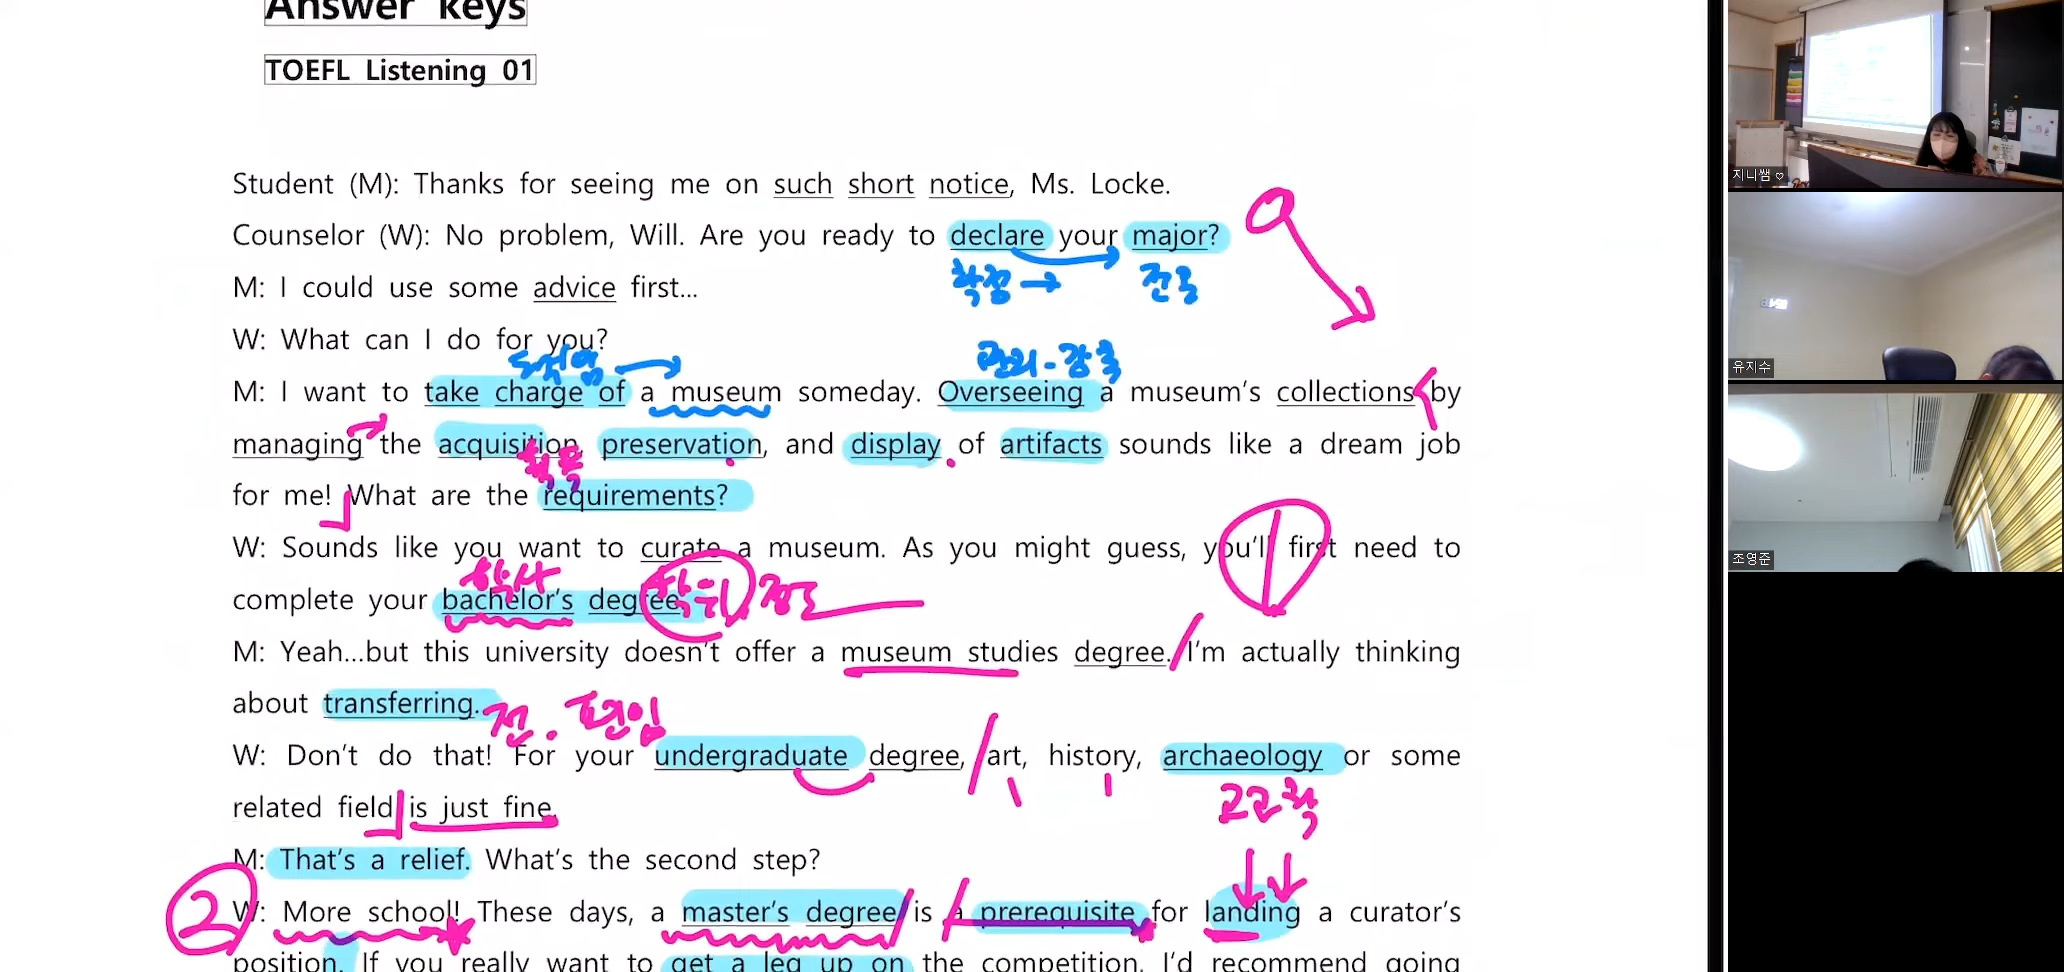 Answer keys
TOEFL Listening 01
Student (M): Thanks for seeing me on such short notice, Ms. Locke.
Counselor (W): No problem, Will. Are you ready to declare your major?
확정 → 전공
M: I could use some advice first...
W: What can I do for you?
관리-감독
M: I want to take charge of a museum someday. Overseeing a museum's collections by
managing the acquisition, preservation, and display of artifacts sounds like a dream job
획득
for me! What are the requirements?
1
W: Sounds like you want to curate a museum. As you might guess, you'll first need to
학사 학위
complete your bachelor's degree.
M: Yeah...but this university doesn't offer a museum studies degree. I'm actually thinking
about transferring.
전. 편입
W: Don't do that! For your undergraduate degree, art, history, archaeology or some
고고학
related field is just fine.
M: That's a relief. What's the second step?
2
W: More school! These days, a master's degree is a prerequisite for landing a curator's
position. If you really want to get a leg up on the competition, I'd recommend going
지니쌤 ♡
유지수
조영준